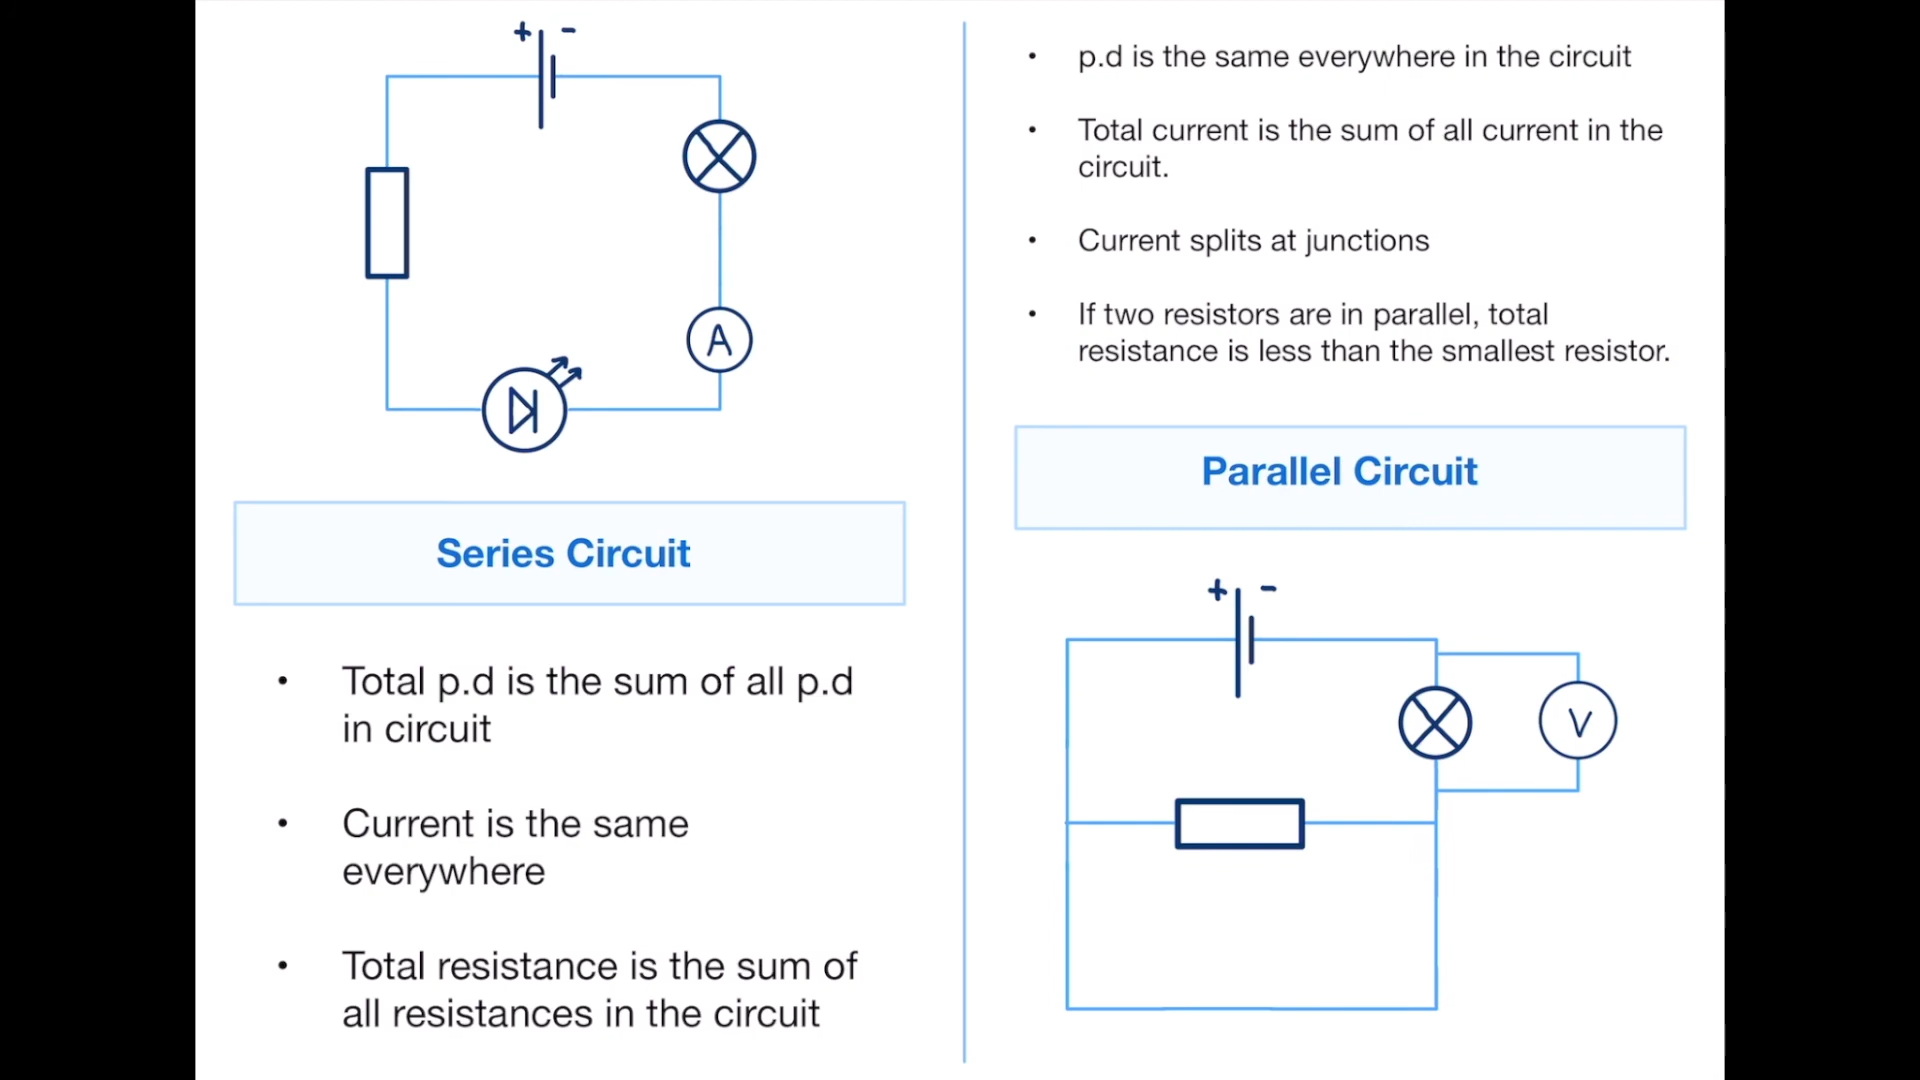 + -
A
Series Circuit
• Total p.d is the sum of all p.d
in circuit
• Current is the same
everywhere
• Total resistance is the sum of
all resistances in the circuit
• p.d is the same everywhere in the circuit
• Total current is the sum of all current in the
circuit.
• Current splits at junctions
• If two resistors are in parallel, total
resistance is less than the smallest resistor.
Parallel Circuit
+ -
V